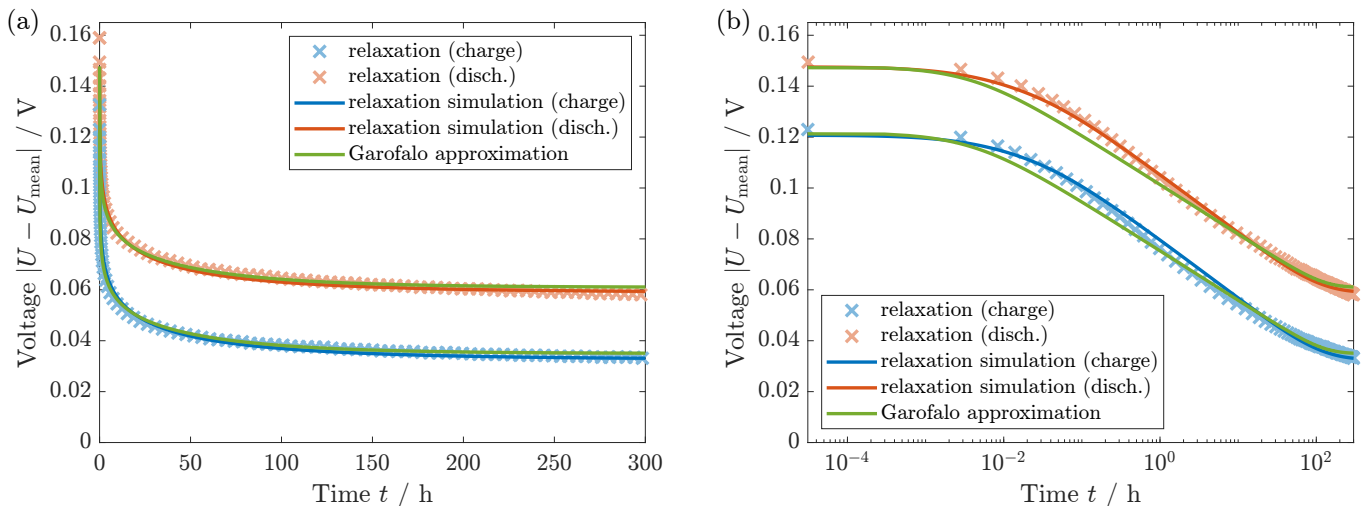 (a)
Voltage |U − U_mean| / V
0.16
0.14
0.12
0.1
0.08
0.06
0.04
0.02
0
0 50 100 150 200 250 300
Time t / h
relaxation (charge)
relaxation (disch.)
relaxation simulation (charge)
relaxation simulation (disch.)
Garofalo approximation
(b)
Voltage |U − U_mean| / V
0.16
0.14
0.12
0.1
0.08
0.06
0.04
0.02
0
10^−4 10^−2 10^0 10^2
Time t / h
relaxation (charge)
relaxation (disch.)
relaxation simulation (charge)
relaxation simulation (disch.)
Garofalo approximation